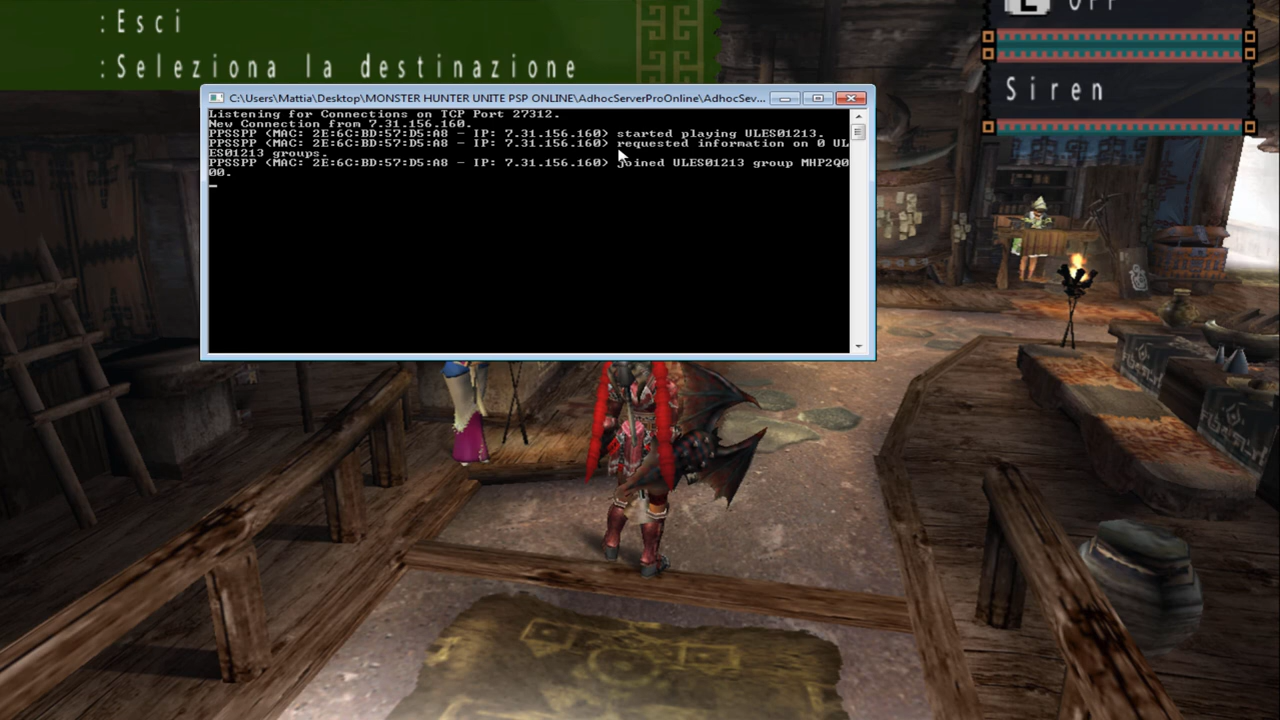 :Esci
:Seleziona la destinazione
L OFF
Siren
C:\Users\Mattia\Desktop\MONSTER HUNTER UNITE PSP ONLINE\AdhocServerProOnline\AdhocSev...
Listening for Connections on TCP Port 27312.
New Connection from 7.31.156.160.
PPSSPP (MAC: 2E:6C:BD:57:D5:A8 - IP: 7.31.156.160) started playing ULES01213.
PPSSPP (MAC: 2E:6C:BD:57:D5:A8 - IP: 7.31.156.160) requested information on 0 UL
ES01213 groups.
PPSSPP (MAC: 2E:6C:BD:57:D5:A8 - IP: 7.31.156.160) joined ULES01213 group MHP2Q0
00.